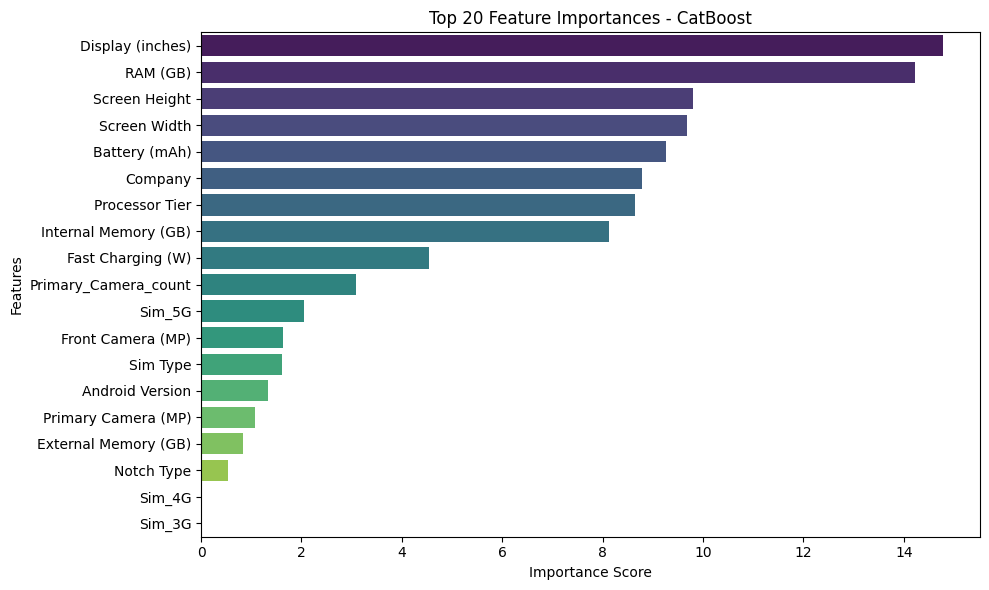 Top 20 Feature Importances - CatBoost
Display (inches)
RAM (GB)
Screen Height
Screen Width
Battery (mAh)
Company
Processor Tier
Internal Memory (GB)
Fast Charging (W)
Primary_Camera_count
Sim_5G
Front Camera (MP)
Sim Type
Android Version
Primary Camera (MP)
External Memory (GB)
Notch Type
Sim_4G
Sim_3G
Features
0 2 4 6 8 10 12 14
Importance Score